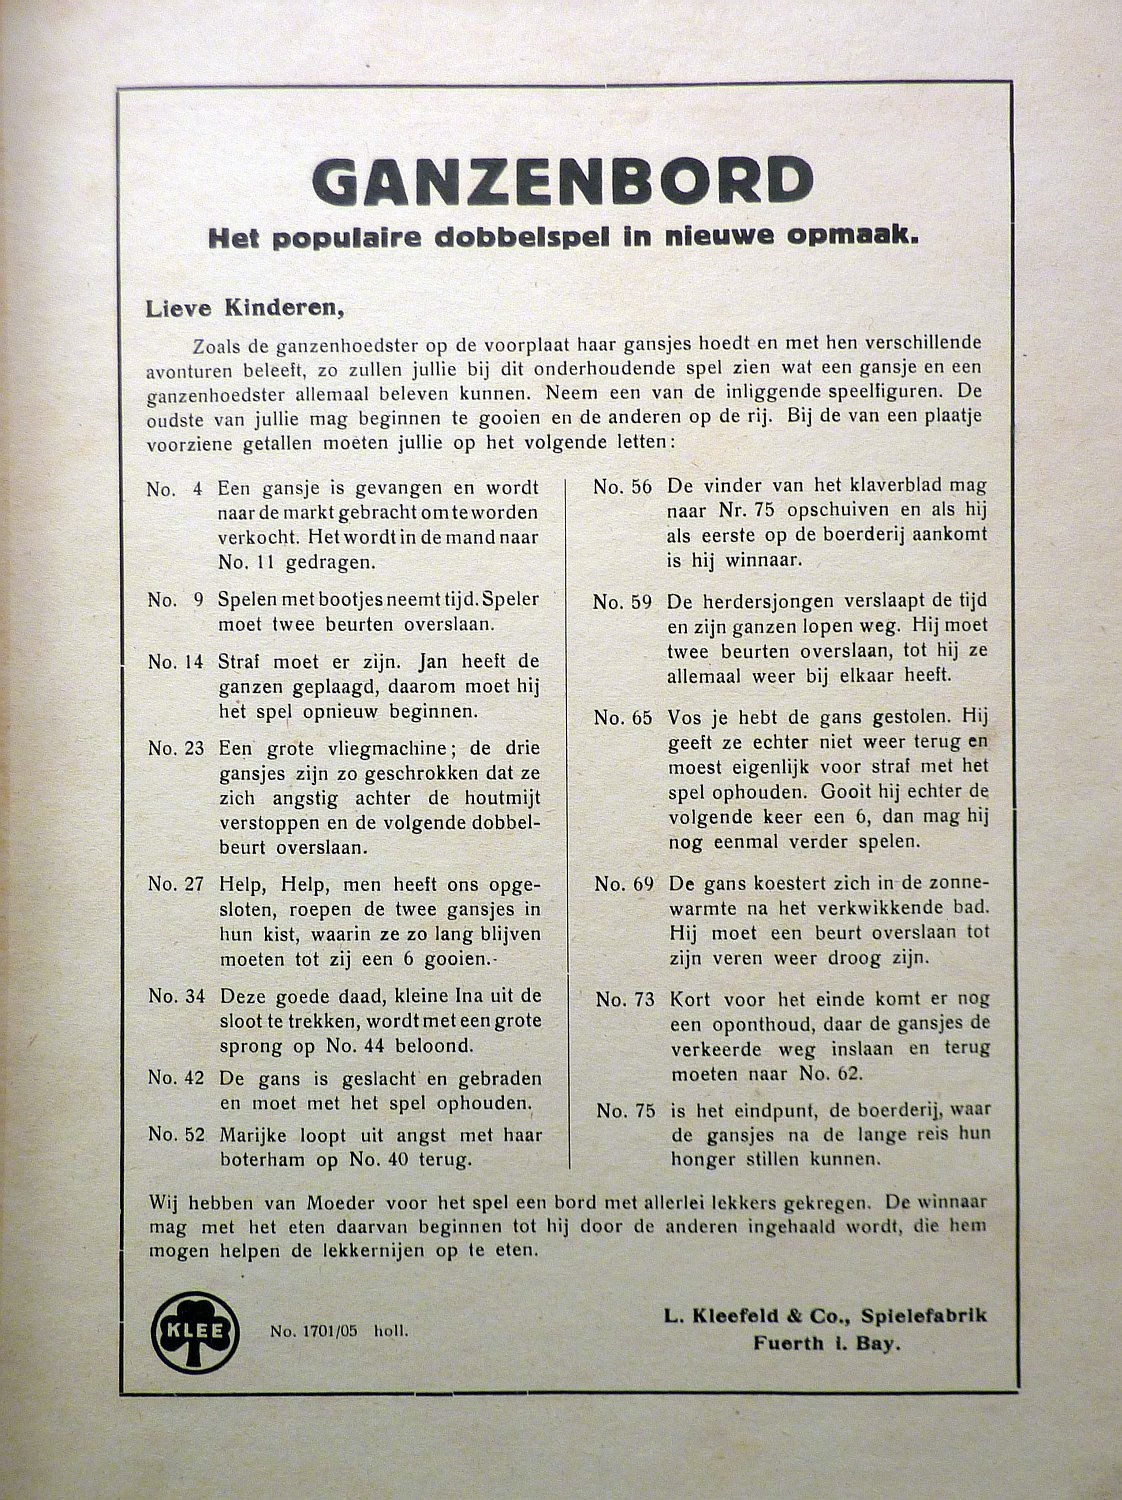 GANZENBORD
Het populaire dobbelspel in nieuwe opmaak.
Lieve Kinderen,
Zoals de ganzenhoedster op de voorplaat haar gansjes hoedt en met hen verschillende
avonturen beleeft, zo zullen jullie bij dit onderhoudende spel zien wat een gansje en een
ganzenhoedster allemaal beleven kunnen. Neem een van de inliggende speelfiguren. De
oudste van jullie mag beginnen te gooien en de anderen op de rij. Bij de van een plaatje
voorziene getallen moeten jullie op het volgende letten:
No. 4 Een gansje is gevangen en wordt
naar de markt gebracht om te worden
verkocht. Het wordt in de mand naar
No. 11 gedragen.
No. 9 Spelen met bootjes neemt tijd. Speler
moet twee beurten overslaan.
No. 14 Straf moet er zijn. Jan heeft de
ganzen geplaagd, daarom moet hij
het spel opnieuw beginnen.
No. 23 Een grote vliegmachine; de drie
gansjes zijn zo geschrokken dat ze
zich angstig achter de houtmijt
verstoppen en de volgende dobbel-
beurt overslaan.
No. 27 Help, Help, men heeft ons opge-
sloten, roepen de twee gansjes in
hun kist, waarin ze zo lang blijven
moeten tot zij een 6 gooien.-
No. 34 Deze goede daad, kleine Ina uit de
sloot te trekken, wordt met een grote
sprong op No. 44 beloond.
No. 42 De gans is geslacht en gebraden
en moet met het spel ophouden.
No. 52 Marijke loopt uit angst met haar
boterham op No. 40 terug.
No. 56 De vinder van het klaverblad mag
naar Nr. 75 opschuiven en als hij
als eerste op de boerderij aankomt
is hij winnaar.
No. 59 De herdersjongen verslaapt de tijd
en zijn ganzen lopen weg. Hij moet
twee beurten overslaan, tot hij ze
allemaal weer bij elkaar heeft.
No. 65 Vos je hebt de gans gestolen. Hij
geeft ze echter niet weer terug en
moest eigenlijk voor straf met het
spel ophouden. Gooit hij echter de
volgende keer een 6, dan mag hij
nog eenmal verder spelen.
No. 69 De gans koestert zich in de zonne-
warmte na het verkwikkende bad.
Hij moet een beurt overslaan tot
zijn veren weer droog zijn.
No. 73 Kort voor het einde komt er nog
een oponthoud, daar de gansjes de
verkeerde weg inslaan en terug
moeten naar No. 62.
No. 75 is het eindpunt, de boerderij, waar
de gansjes na de lange reis hun
honger stillen kunnen.
Wij hebben van Moeder voor het spel een bord met allerlei lekkers gekregen. De winnaar
mag met het eten daarvan beginnen tot hij door de anderen ingehaald wordt, die hem
mogen helpen de lekkernijen op te eten.
KLEE
No. 1701/05 holl.
L. Kleefeld & Co., Spielefabrik
Fuerth i. Bay.